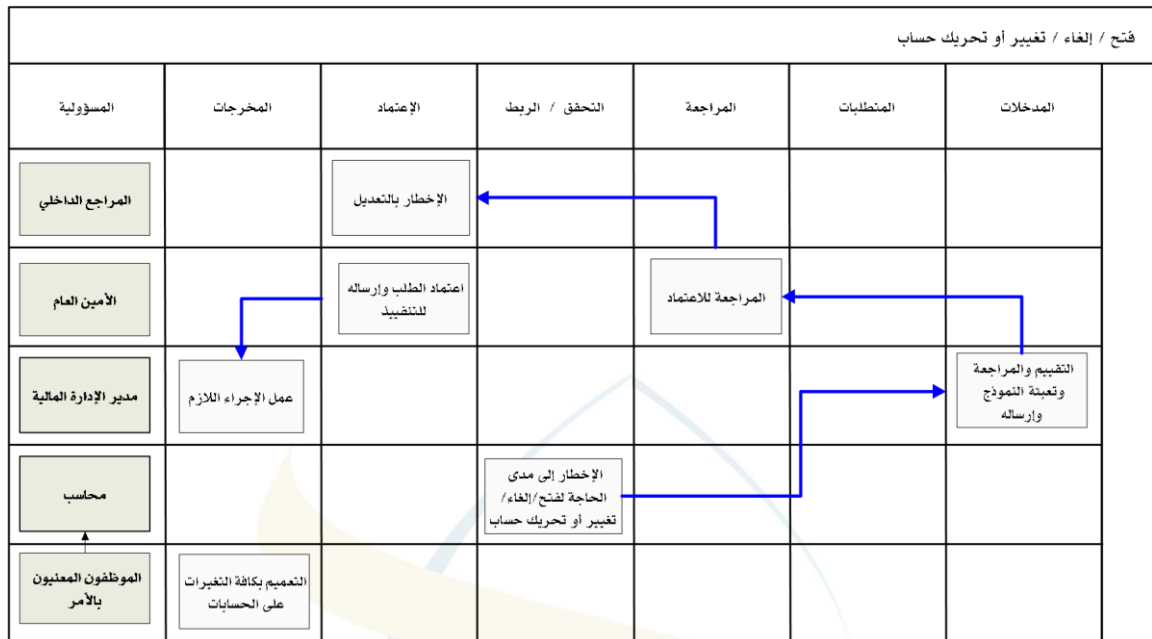 فتح / إلغاء / تغيير أو تحريك حساب
المدخلات
المتطلبات
المراجعة
التحقق / الربط
الإعتماد
المخرجات
المسؤولية
الإخطار بالتعديل
المراجع الداخلي
المراجعة للاعتماد
اعتماد الطلب وإرساله
للتنفييذ
الأمين العام
التقييم والمراجعة
وتعبئة النموذج
وإرساله
عمل الإجراء اللازم
مدير الإدارة المالية
الإخطار إلى مدى
الحاجة لفتح/إلغاء/
تغيير أو تحريك حساب
محاسب
التعميم بكافة التغيرات
على الحسابات
الموظفون المعنيون
بالأمر